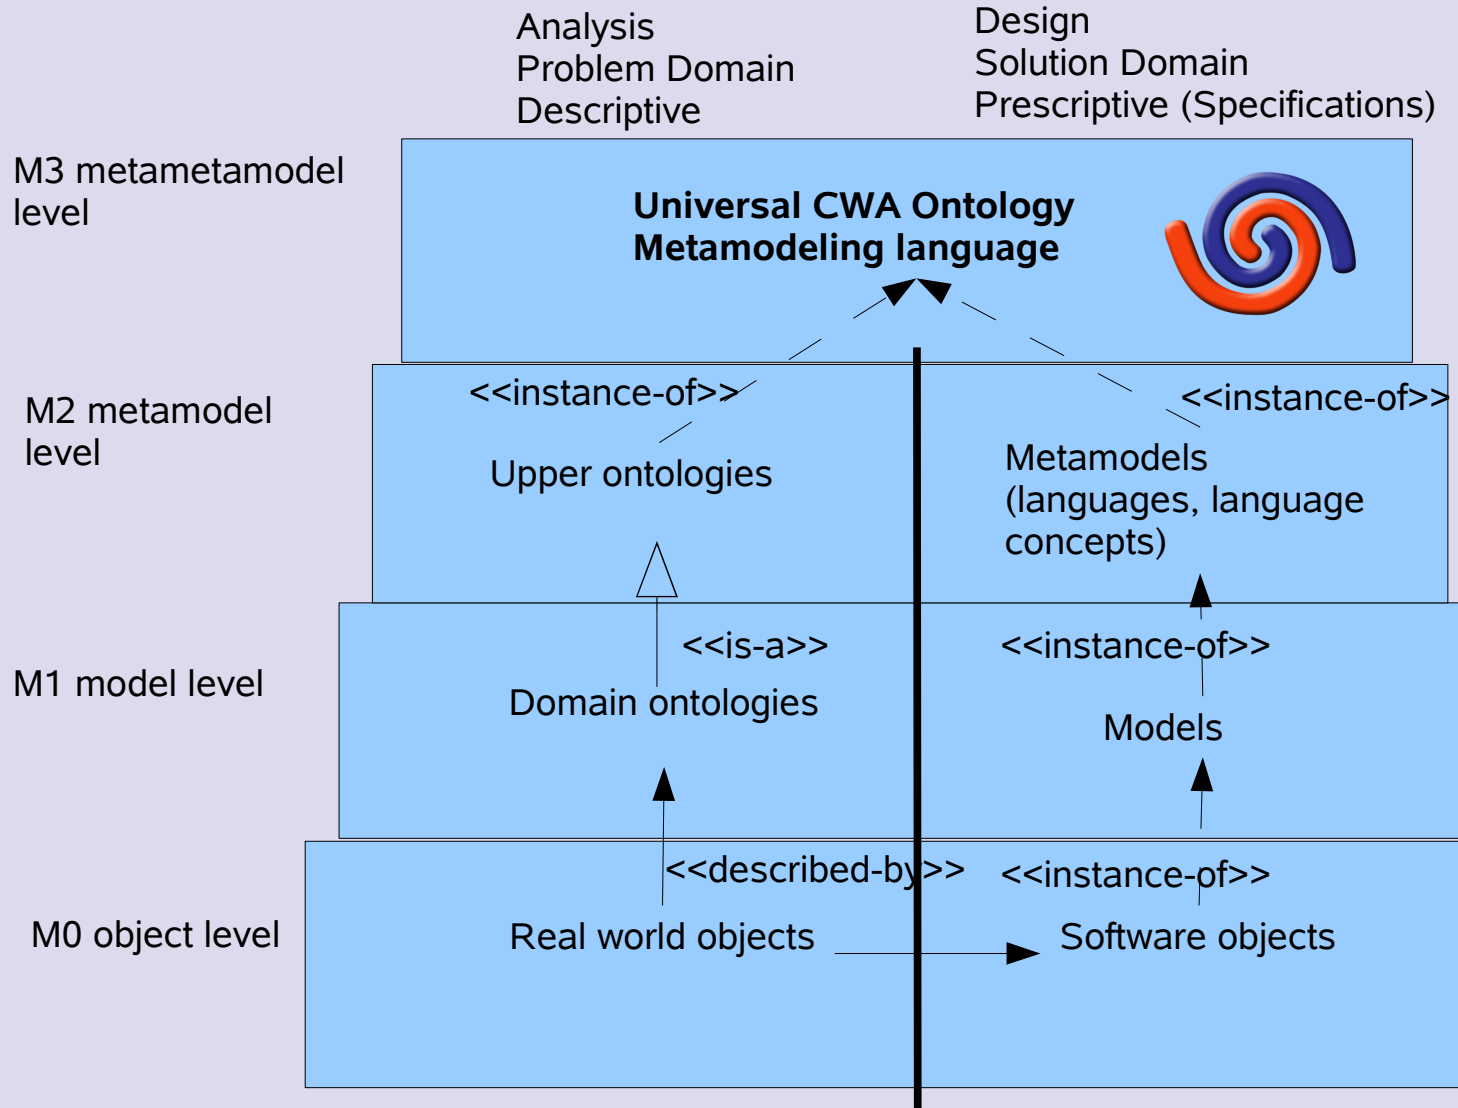 Analysis
Problem Domain
Descriptive
Design
Solution Domain
Prescriptive (Specifications)
M3 metametamodel
level
Universal CWA Ontology
Metamodeling language
M2 metamodel
level
<<instance-of>>
<<instance-of>>
Upper ontologies
Metamodels
(languages, language
concepts)
M1 model level
<<is-a>>
<<instance-of>>
Domain ontologies
Models
M0 object level
<<described-by>>
<<instance-of>>
Real world objects
Software objects